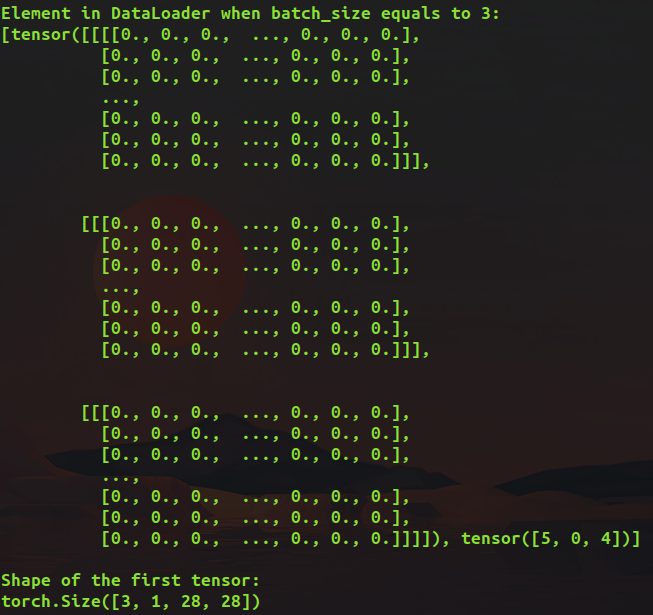 Element in DataLoader when batch_size equals to 3:
[tensor([[[[0., 0., 0.,  ..., 0., 0., 0.],
          [0., 0., 0.,  ..., 0., 0., 0.],
          [0., 0., 0.,  ..., 0., 0., 0.],
          ...,
          [0., 0., 0.,  ..., 0., 0., 0.],
          [0., 0., 0.,  ..., 0., 0., 0.],
          [0., 0., 0.,  ..., 0., 0., 0.]]],
        [[[0., 0., 0.,  ..., 0., 0., 0.],
          [0., 0., 0.,  ..., 0., 0., 0.],
          [0., 0., 0.,  ..., 0., 0., 0.],
          ...,
          [0., 0., 0.,  ..., 0., 0., 0.],
          [0., 0., 0.,  ..., 0., 0., 0.],
          [0., 0., 0.,  ..., 0., 0., 0.]]],
        [[[0., 0., 0.,  ..., 0., 0., 0.],
          [0., 0., 0.,  ..., 0., 0., 0.],
          [0., 0., 0.,  ..., 0., 0., 0.],
          ...,
          [0., 0., 0.,  ..., 0., 0., 0.],
          [0., 0., 0.,  ..., 0., 0., 0.],
          [0., 0., 0.,  ..., 0., 0., 0.]]]]), tensor([5, 0, 4])]
Shape of the first tensor:
torch.Size([3, 1, 28, 28])